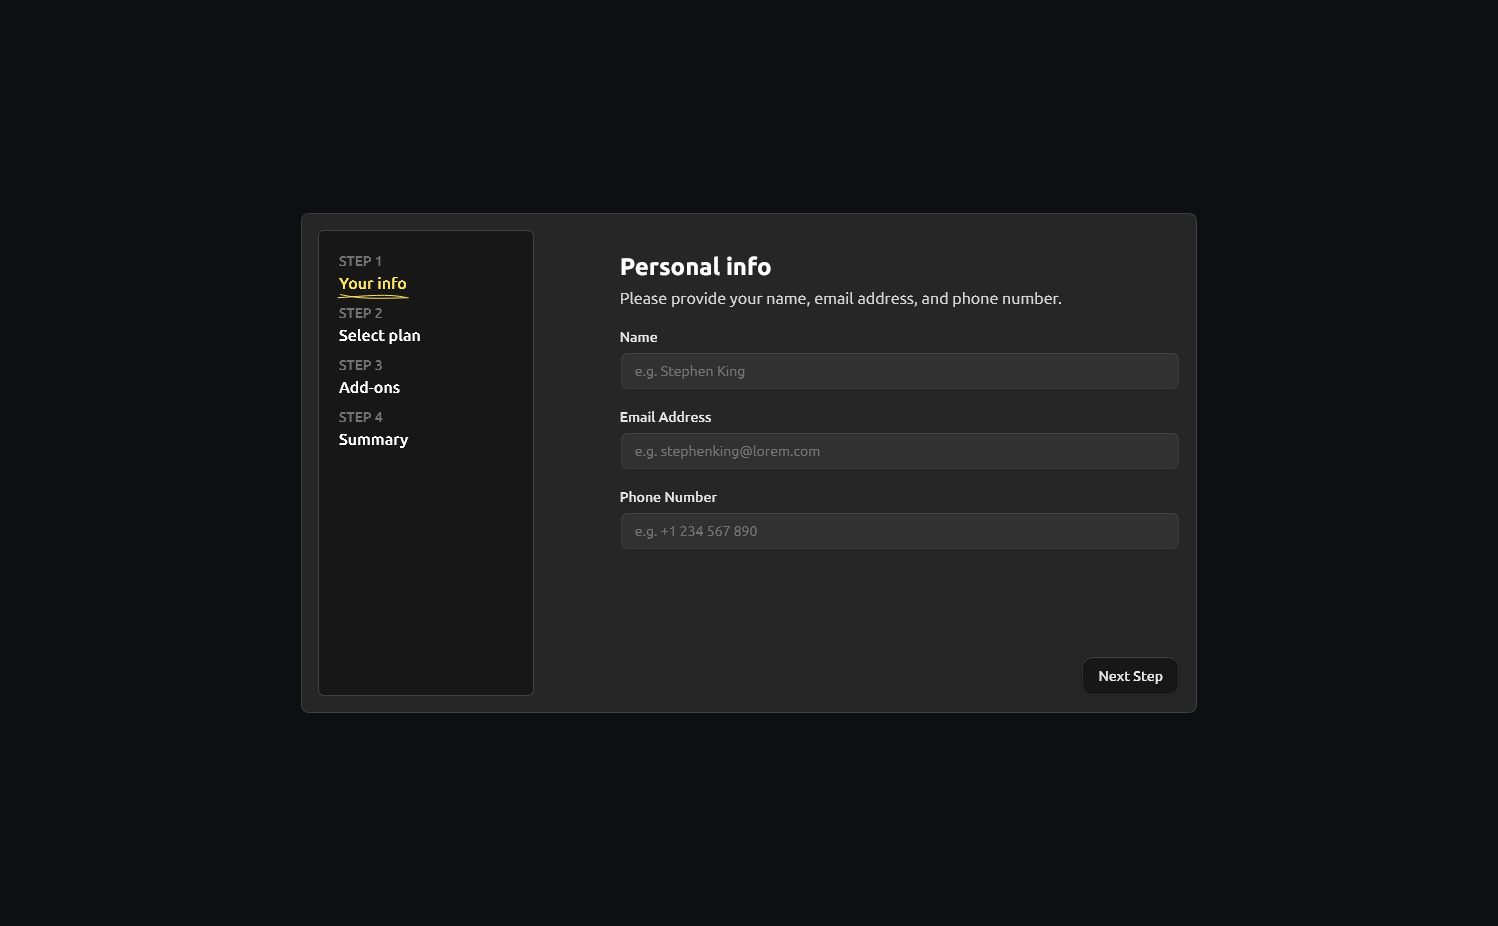 STEP 1
Your info
STEP 2
Select plan
STEP 3
Add-ons
STEP 4
Summary
Personal info
Please provide your name, email address, and phone number.
Name
e.g. Stephen King
Email Address
e.g. stephenking@lorem.com
Phone Number
e.g. +1 234 567 890
Next Step